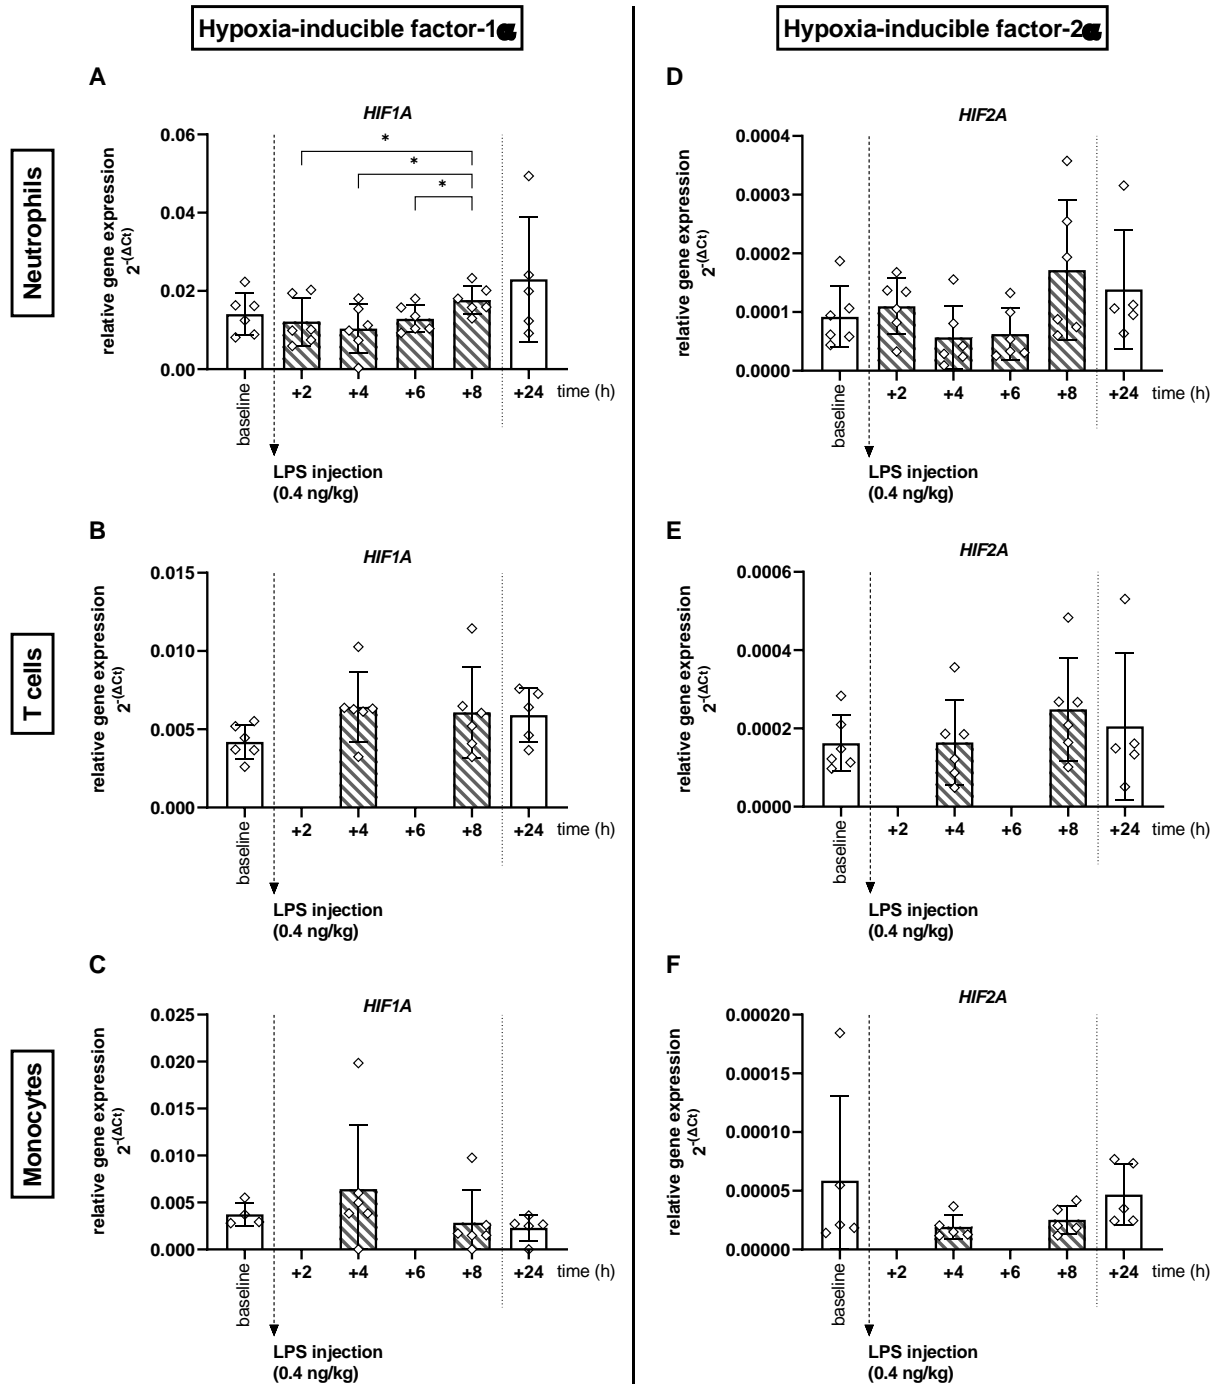 Hypoxia-inducible factor-1α
Hypoxia-inducible factor-2α
Neutrophils
A
HIF1A
relative gene expression
2-(ΔCt)
0.06
0.04
0.02
0.00
*
*
*
baseline
+2
+4
+6
+8
+24
time (h)
LPS injection
(0.4 ng/kg)
D
HIF2A
relative gene expression
2-(ΔCt)
0.0004
0.0003
0.0002
0.0001
0.0000
baseline
+2
+4
+6
+8
+24
time (h)
LPS injection
(0.4 ng/kg)
T cells
B
HIF1A
relative gene expression
2-(ΔCt)
0.015
0.010
0.005
0.000
baseline
+2
+4
+6
+8
+24
time (h)
LPS injection
(0.4 ng/kg)
E
HIF2A
relative gene expression
2-(ΔCt)
0.0006
0.0004
0.0002
0.0000
baseline
+2
+4
+6
+8
+24
time (h)
LPS injection
(0.4 ng/kg)
Monocytes
C
HIF1A
relative gene expression
2-(ΔCt)
0.025
0.020
0.015
0.010
0.005
0.000
baseline
+2
+4
+6
+8
+24
time (h)
LPS injection
(0.4 ng/kg)
F
HIF2A
relative gene expression
2-(ΔCt)
0.00020
0.00015
0.00010
0.00005
0.00000
baseline
+2
+4
+6
+8
+24
time (h)
LPS injection
(0.4 ng/kg)